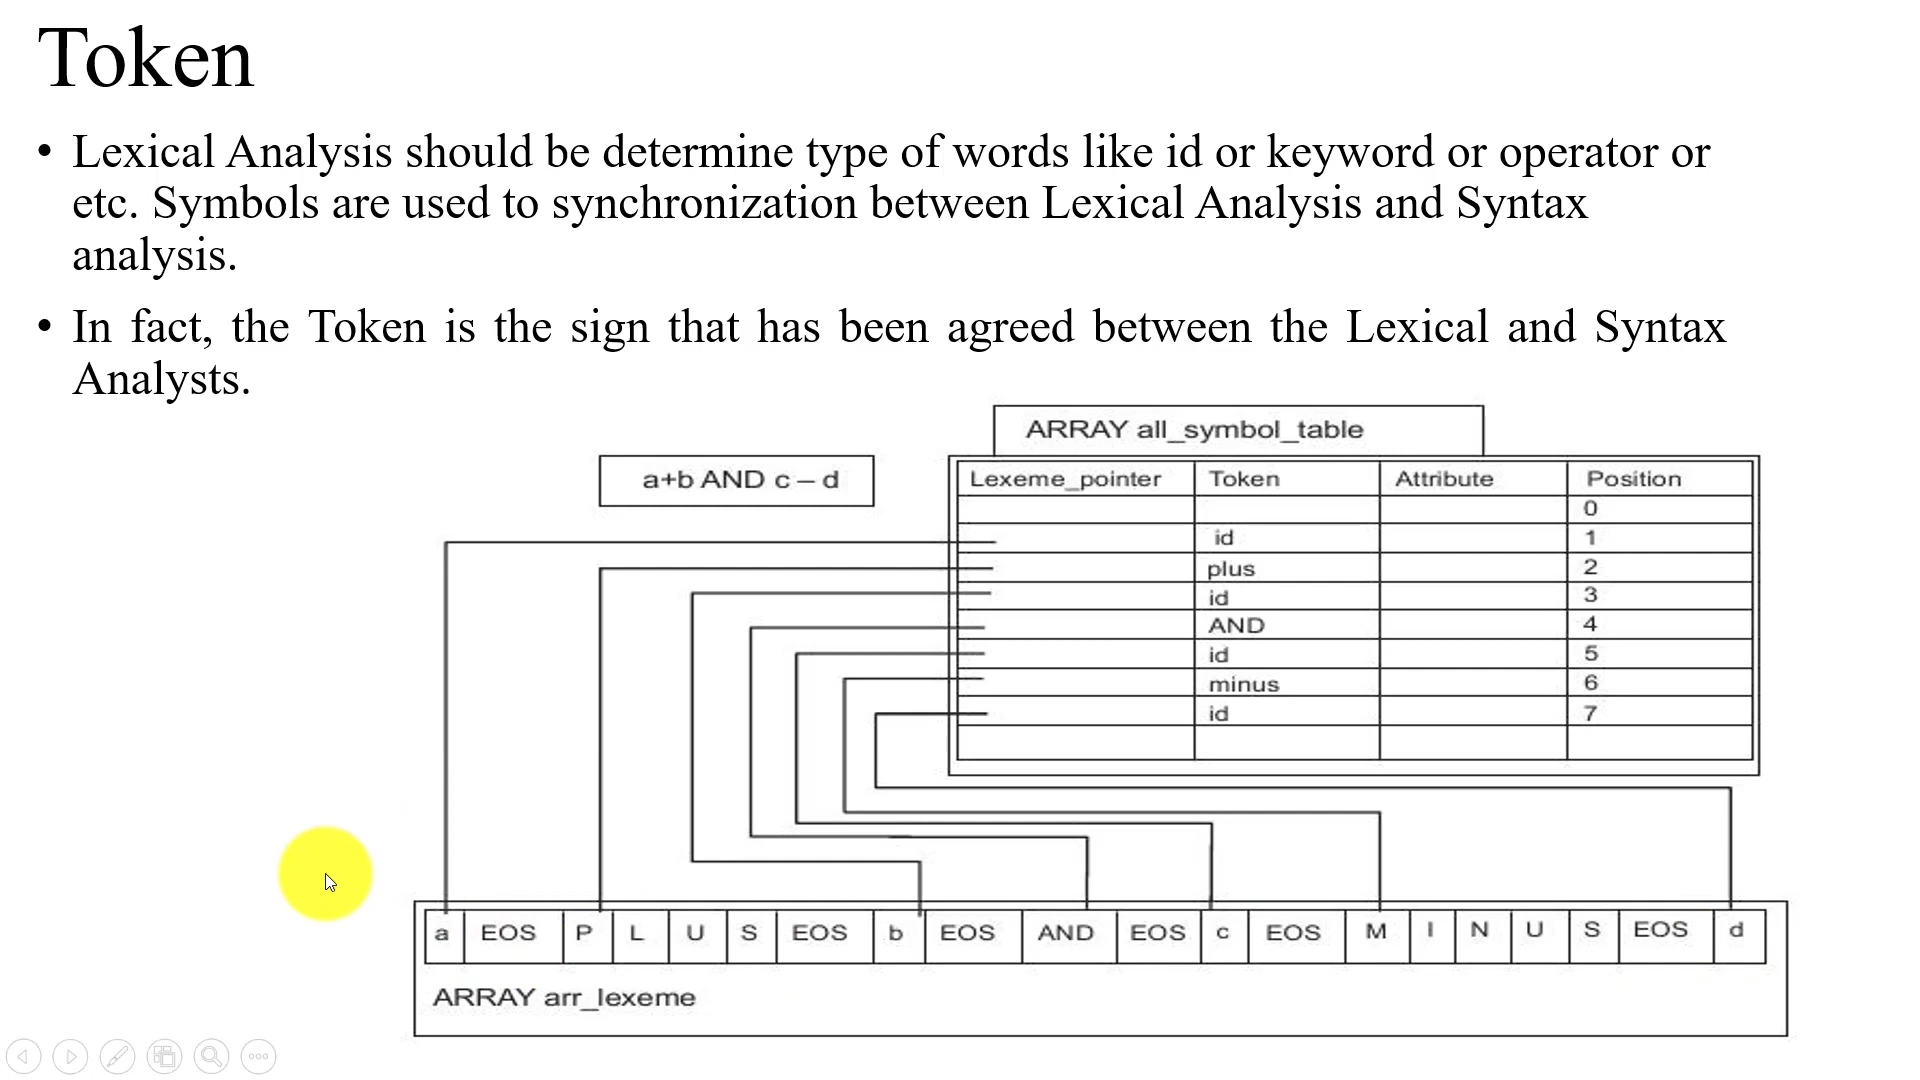 Token
• Lexical Analysis should be determine type of words like id or keyword or operator or
etc. Symbols are used to synchronization between Lexical Analysis and Syntax
analysis.
• In fact, the Token is the sign that has been agreed between the Lexical and Syntax
Analysts.
ARRAY all_symbol_table
a+b AND c – d
Lexeme_pointer Token Attribute Position
0
id 1
plus 2
id 3
AND 4
id 5
minus 6
id 7
a EOS P L U S EOS b EOS AND EOS c EOS M I N U S EOS d
ARRAY arr_lexeme